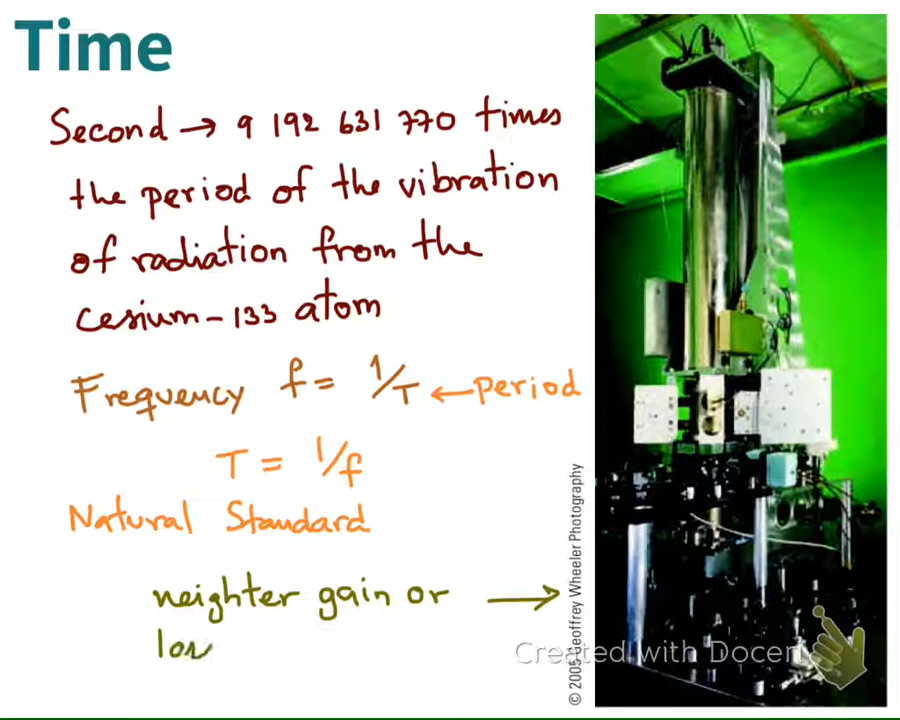 Time
Second → 9 192 631 770 times
the period of the vibration
of radiation from the
cesium-133 atom
Frequency f = 1/T ← period
T = 1/f
Natural Standard
neighter gain or →
los
© 2005 Geoffrey Wheeler Photography
Created with Doceri